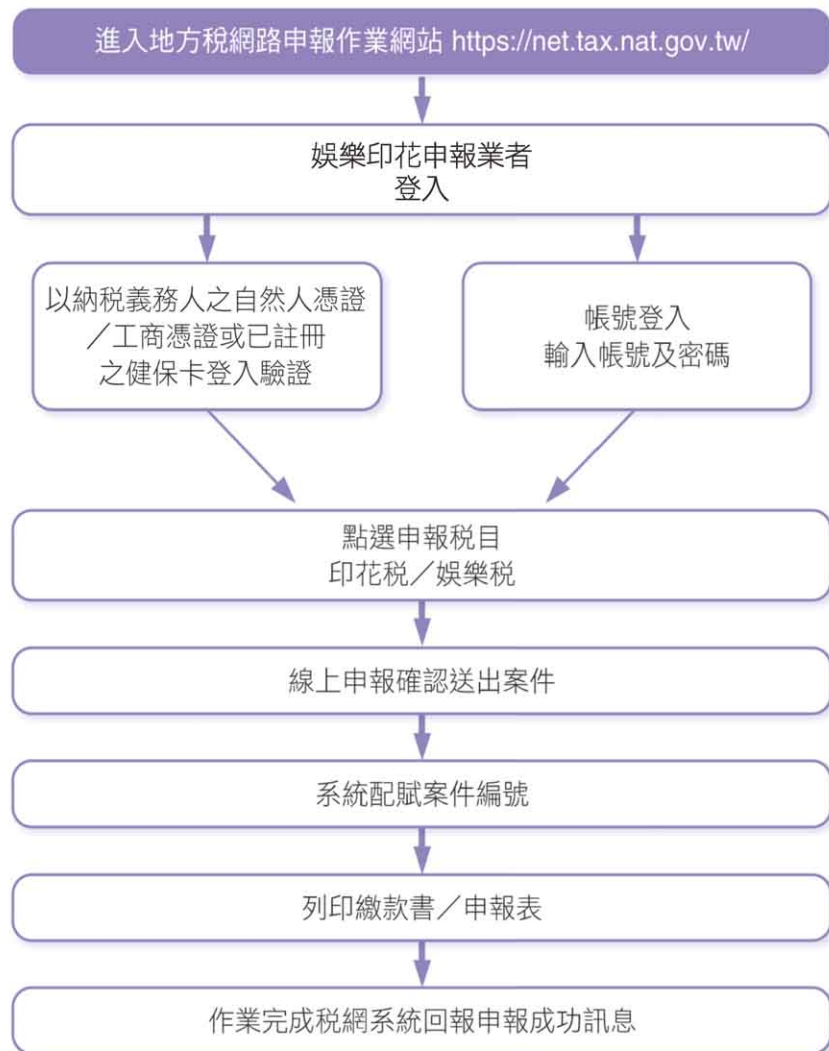 進入地方稅網路申報作業網站 https://net.tax.nat.gov.tw/
娛樂印花申報業者
登入
以納稅義務人之自然人憑證
／工商憑證或已註冊
之健保卡登入驗證
帳號登入
輸入帳號及密碼
點選申報稅目
印花稅／娛樂稅
線上申報確認送出案件
系統配賦案件編號
列印繳款書／申報表
作業完成稅網系統回報申報成功訊息